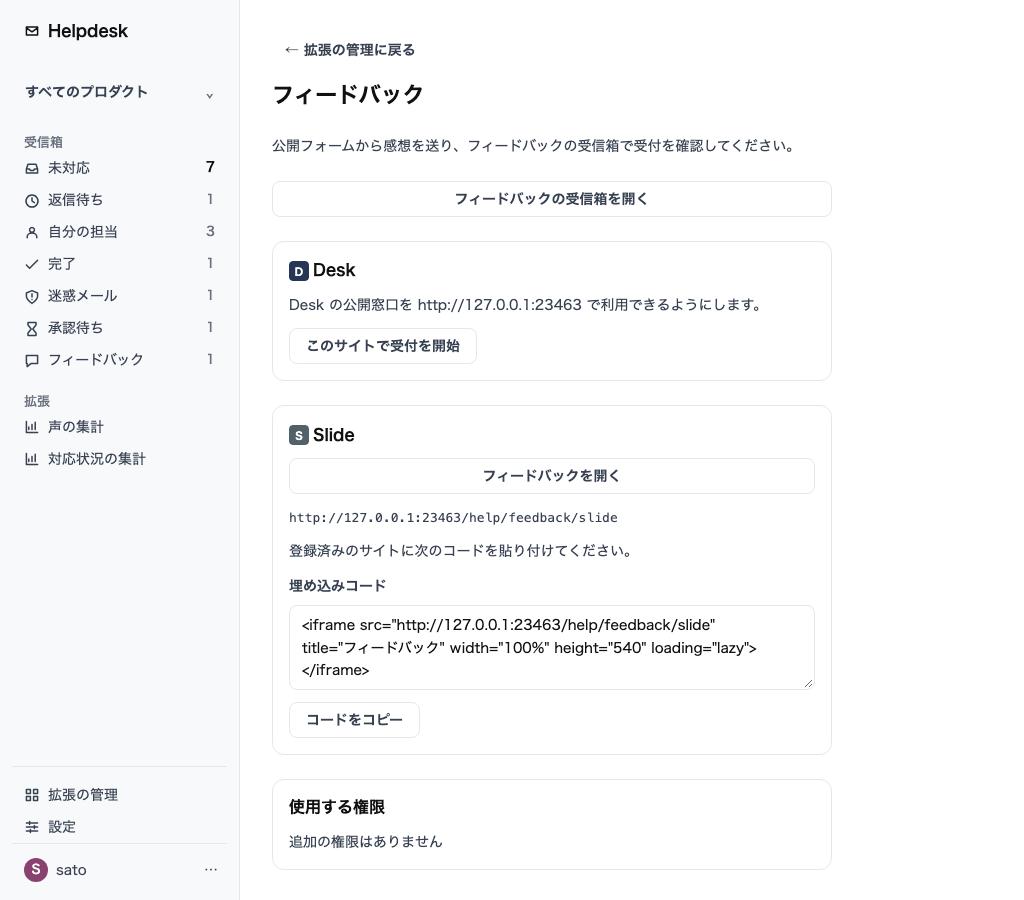 Helpdesk
すべてのプロダクト
受信箱
未対応 7
返信待ち 1
自分の担当 3
完了 1
迷惑メール 1
承認待ち 1
フィードバック 1
拡張
声の集計
対応状況の集計
拡張の管理
設定
S sato ...
← 拡張の管理に戻る
フィードバック
公開フォームから感想を送り、フィードバックの受信箱で受付を確認してください。
フィードバックの受信箱を開く
D Desk
Desk の公開窓口を http://127.0.0.1:23463 で利用できるようにします。
このサイトで受付を開始
S Slide
フィードバックを開く
http://127.0.0.1:23463/help/feedback/slide
登録済みのサイトに次のコードを貼り付けてください。
埋め込みコード
<iframe src="http://127.0.0.1:23463/help/feedback/slide"
title="フィードバック" width="100%" height="540" loading="lazy">
</iframe>
コードをコピー
使用する権限
追加の権限はありません